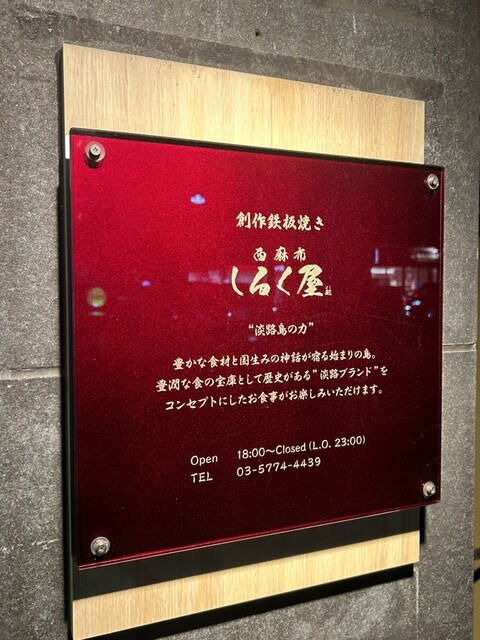 創作鉄板焼き
西麻布
しるく屋
“淡路島の力”
豊かな食材と国生みの神話が宿る始まりの島。
豊潤な食の宝庫として歴史がある”淡路ブランド”を
コンセプトにしたお食事がお楽しみいただけます。
Open 18:00〜Closed (L.O. 23:00)
TEL 03-5774-4439